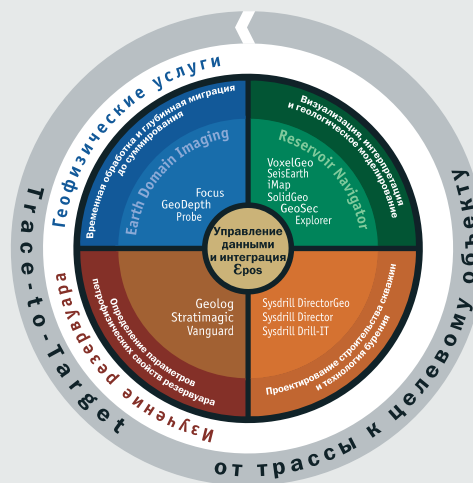 Геофизические услуги
Временная обработка и глубинная миграция
до суммирования
Earth Domain Imaging
Focus
GeoDepth
Probe
Визуализация, интерпретация
и геологическое моделирование
Reservoir Navigator
VoxelGeo
SeisEarth
iMap
SolidGeo
GeoSec
Explorer
Управление
данными
и интеграция
Epos
Geolog
Stratimagic
Vanguard
Определение параметров
петрофизических свойств резервуара
Изучение резервуара
Sysdrill DirectorGeo
Sysdrill Director
Sysdrill Drill-IT
Проектирование строительства скважин
и технология бурения
Trace-to-Target
от трассы к целевому объекту